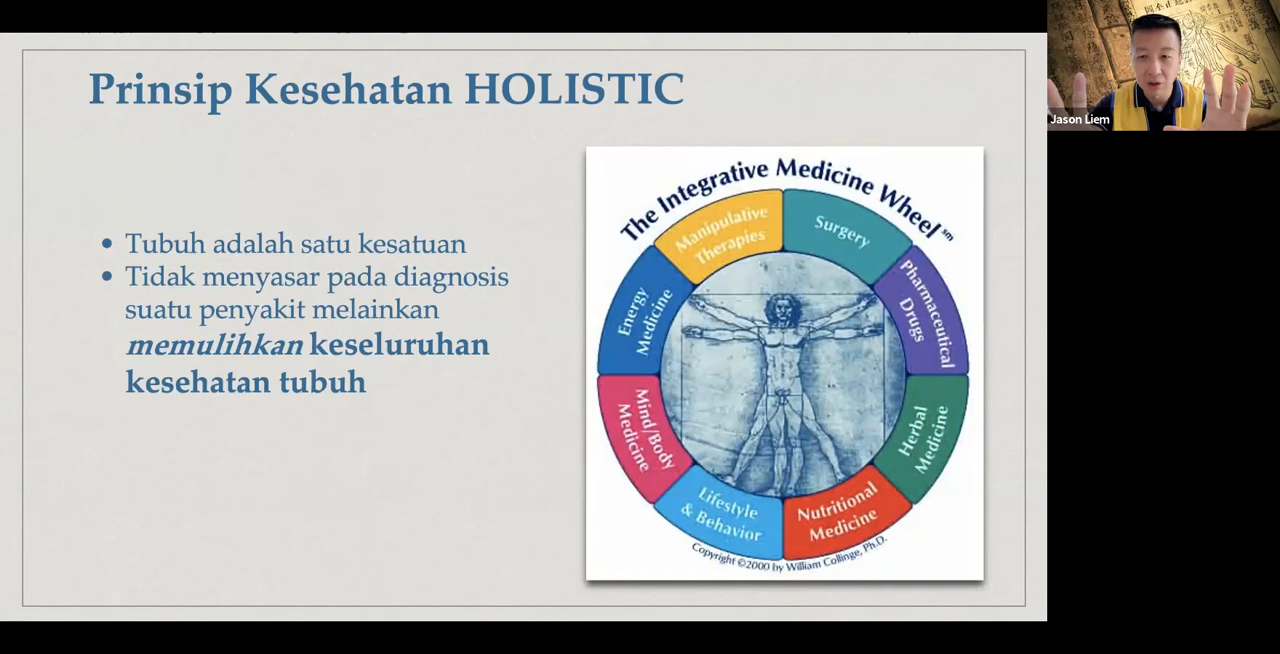 Prinsip Kesehatan HOLISTIC
• Tubuh adalah satu kesatuan
• Tidak menyasar pada diagnosis
suatu penyakit melainkan
memulihkan keseluruhan
kesehatan tubuh
The Integrative Medicine Wheel℠
Manipulative
Therapies
Surgery
Pharmaceutical
Drugs
Herbal
Medicine
Nutritional
Medicine
Lifestyle
& Behavior
Mind/Body
Medicine
Energy
Medicine
Copyright ©2000 by William Collinge, Ph.D.
Jason Liem